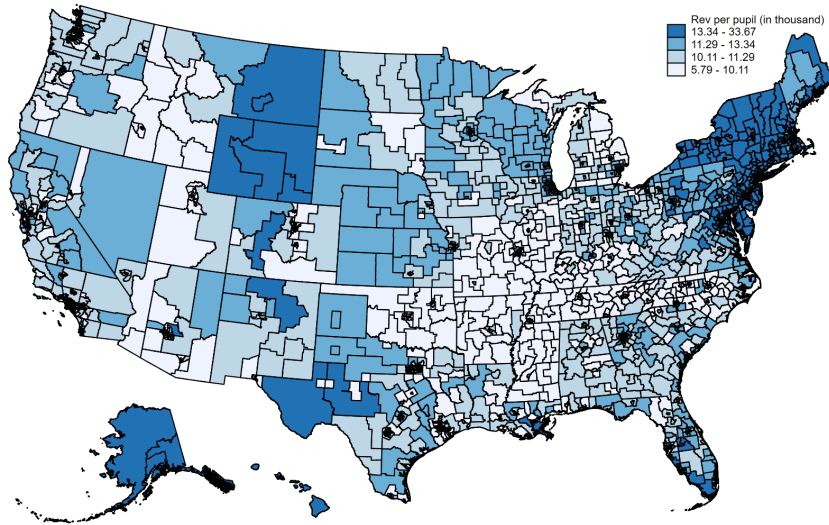 Rev per pupil (in thousand)
13.34 - 33.67
11.29 - 13.34
10.11 - 11.29
5.79 - 10.11